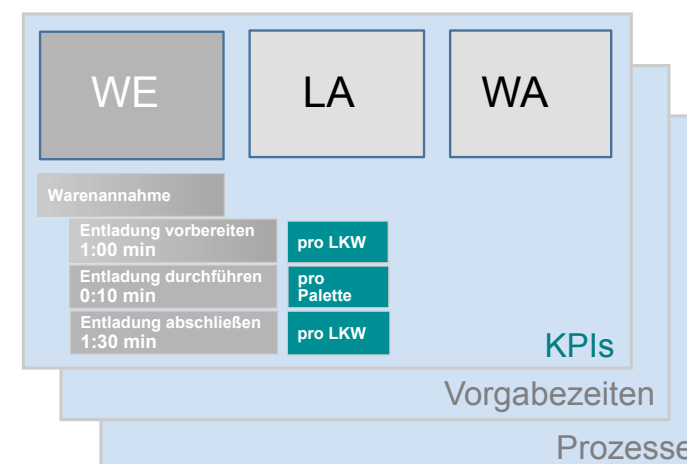 WE
LA
WA
Warenannahme
Entladung vorbereiten
1:00 min
pro LKW
Entladung durchführen
0:10 min
pro
Palette
Entladung abschließen
1:30 min
pro LKW
KPIs
Vorgabezeiten
Prozesse